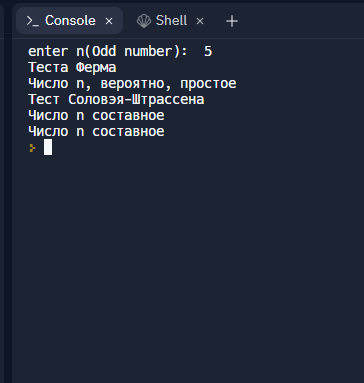 Console
Shell
enter n(Odd number):  5
Теста Ферма
Число n, вероятно, простое
Тест Соловэя-Штрассена
Число n составное
Число n составное